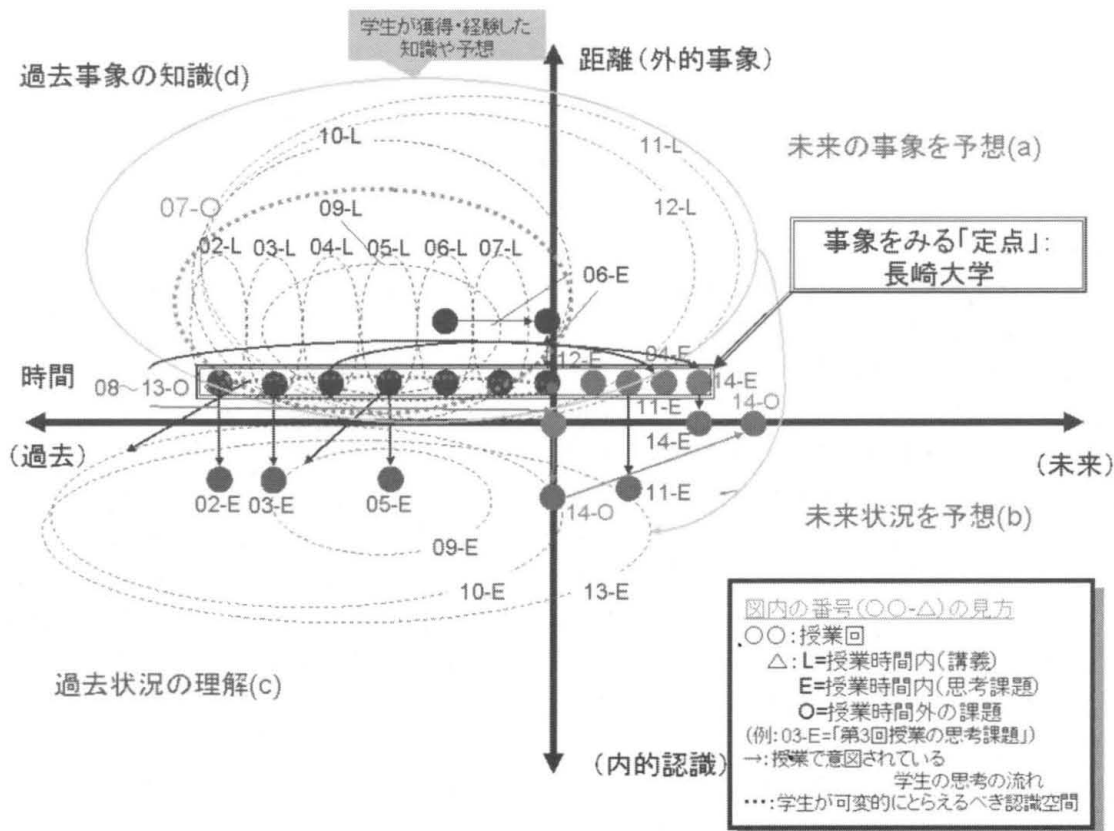 学生が獲得・経験した
知識や予想
距離(外的事象)
過去事象の知識(d)
未来の事象を予想(a)
10-L
11-L
12-L
07-O
09-L
02-L
03-L
04-L
05-L
06-L
07-L
06-E
事象をみる「定点」:
長崎大学
時間
08～13-O
12-E
04-E
14-E
11-E
14-O
14-E
(過去)
(未来)
02-E
03-E
05-E
14-O
11-E
未来状況を予想(b)
09-E
10-E
13-E
過去状況の理解(c)
(内的認識)
図内の番号(○○-△)の見方
○○:授業回
△:L=授業時間内(講義)
E=授業時間内(思考課題)
O=授業時間外の課題
(例:03-E=「第3回授業の思考課題」)
→:授業で意図されている
学生の思考の流れ
•••:学生が可変的にとらえるべき認識空間